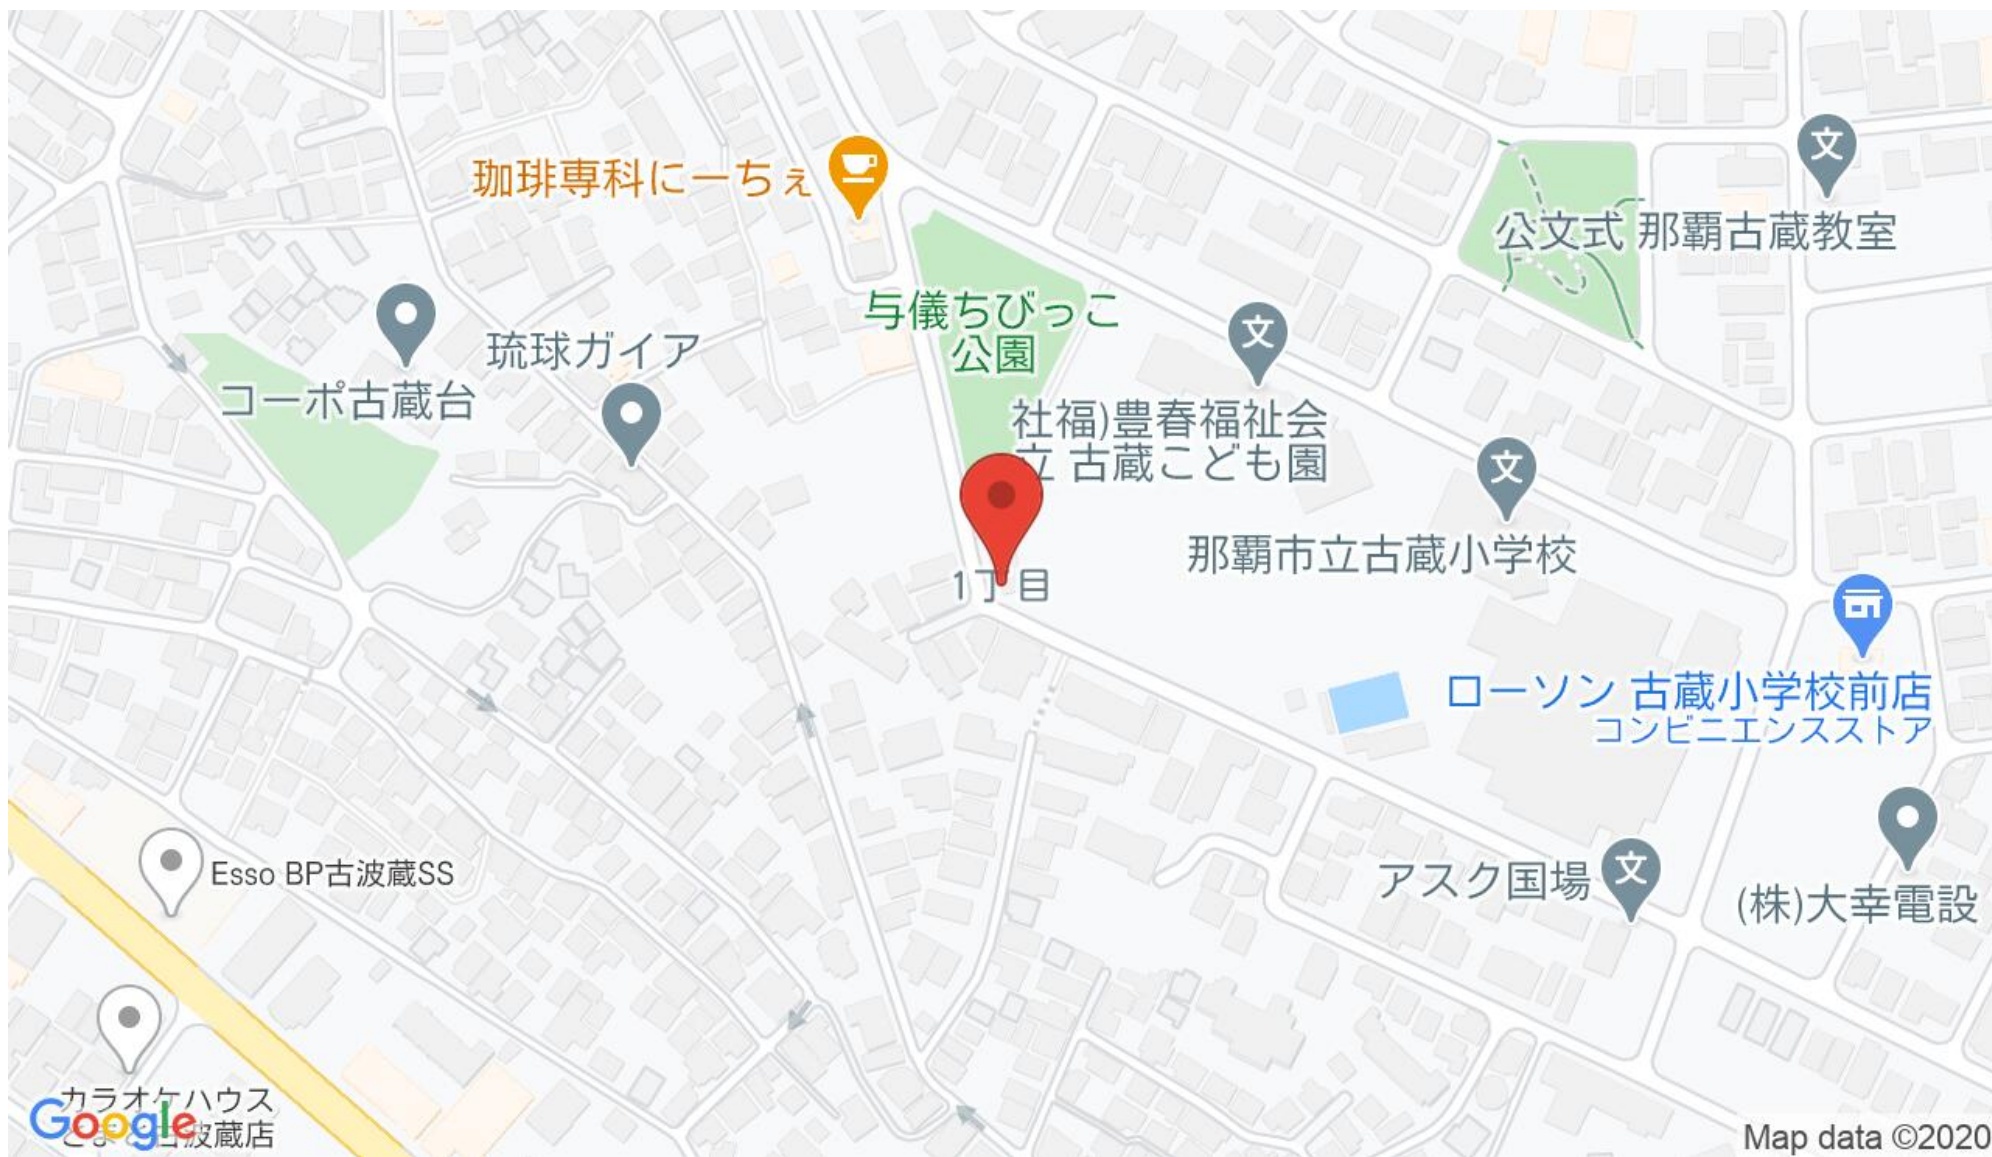 珈琲専科にーちぇ
文
公文式 那覇古蔵教室
与儀ちびっこ
公園
文
琉球ガイア
コーポ古蔵台
社福)豊春福祉会
立 古蔵こども園
文
那覇市立古蔵小学校
1丁目
ローソン 古蔵小学校前店
コンビニエンスストア
Esso BP古波蔵SS
アスク国場
文
(株)大幸電設
カラオケハウス
波蔵店
Google
Map data ©2020